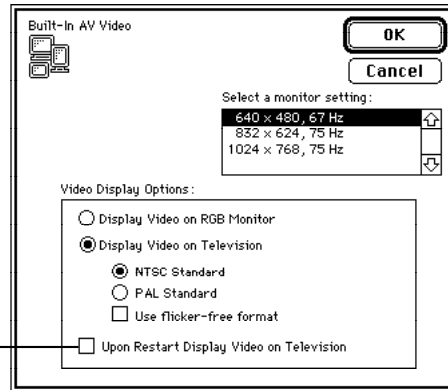 Built-In AV Video
OK
Cancel
Select a monitor setting:
640 × 480, 67 Hz
832 × 624, 75 Hz
1024 × 768, 75 Hz
Video Display Options:
Display Video on RGB Monitor
Display Video on Television
NTSC Standard
PAL Standard
Use flicker-free format
Upon Restart Display Video on Television